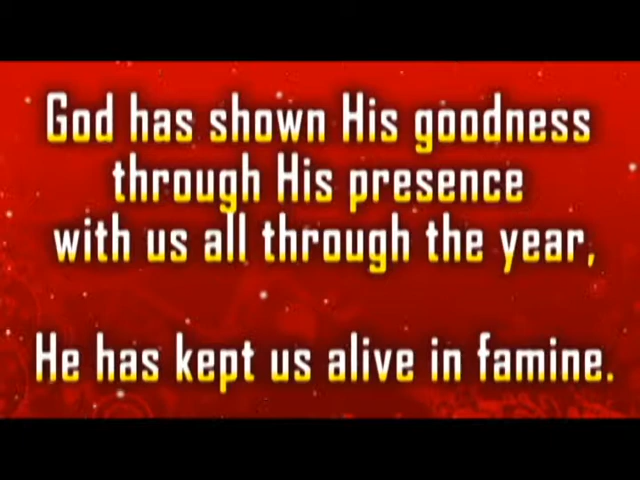 God has shown His goodness
through His presence
with us all through the year,
He has kept us alive in famine.